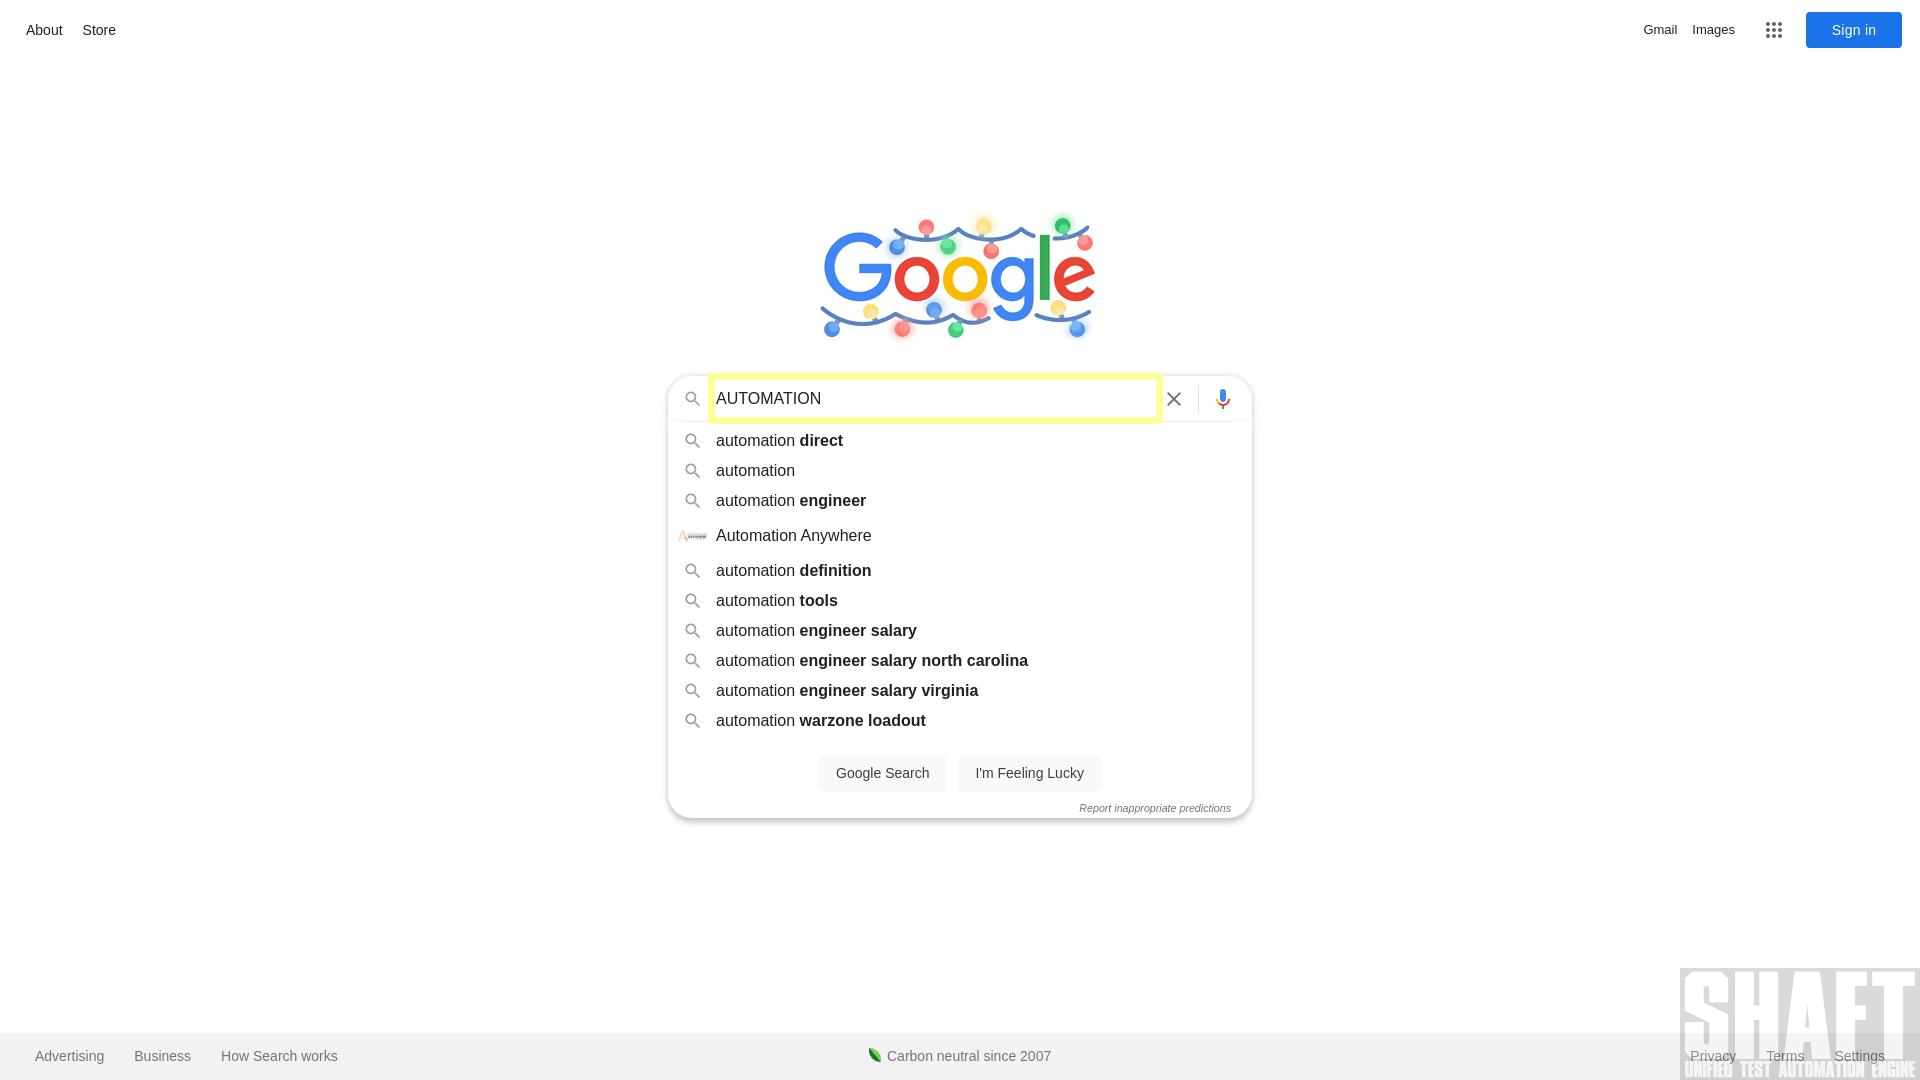 About Store
Gmail Images Sign in
Google
AUTOMATION
automation direct
automation
automation engineer
Automation Anywhere
automation definition
automation tools
automation engineer salary
automation engineer salary north carolina
automation engineer salary virginia
automation warzone loadout
Google Search I'm Feeling Lucky
Report inappropriate predictions
SHAFT
Advertising Business How Search works Carbon neutral since 2007 Privacy Terms Settings
UNIFIED TEST AUTOMATION ENGINE